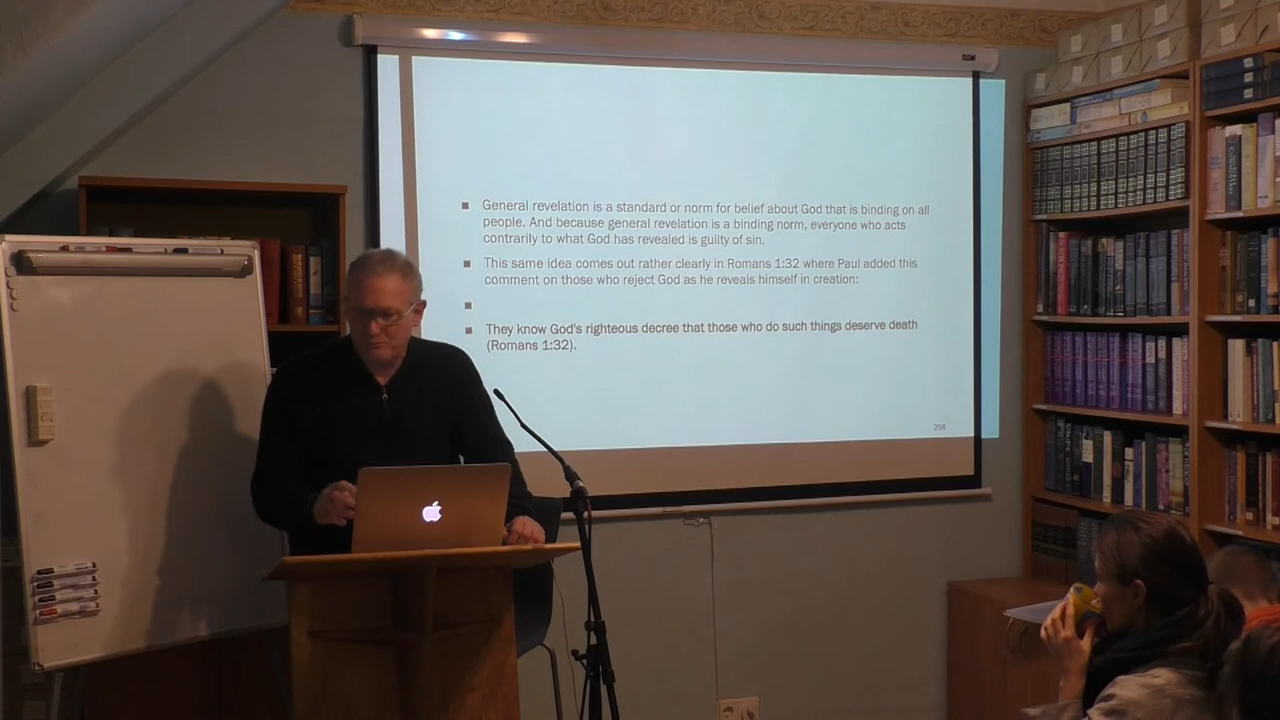 General revelation is a standard or norm for belief about God that is binding on all
people. And because general revelation is a binding norm, everyone who acts
contrarily to what God has revealed is guilty of sin.
This same idea comes out rather clearly in Romans 1:32 where Paul added this
comment on those who reject God as he reveals himself in creation:
They know God's righteous decree that those who do such things deserve death
(Romans 1:32).
256